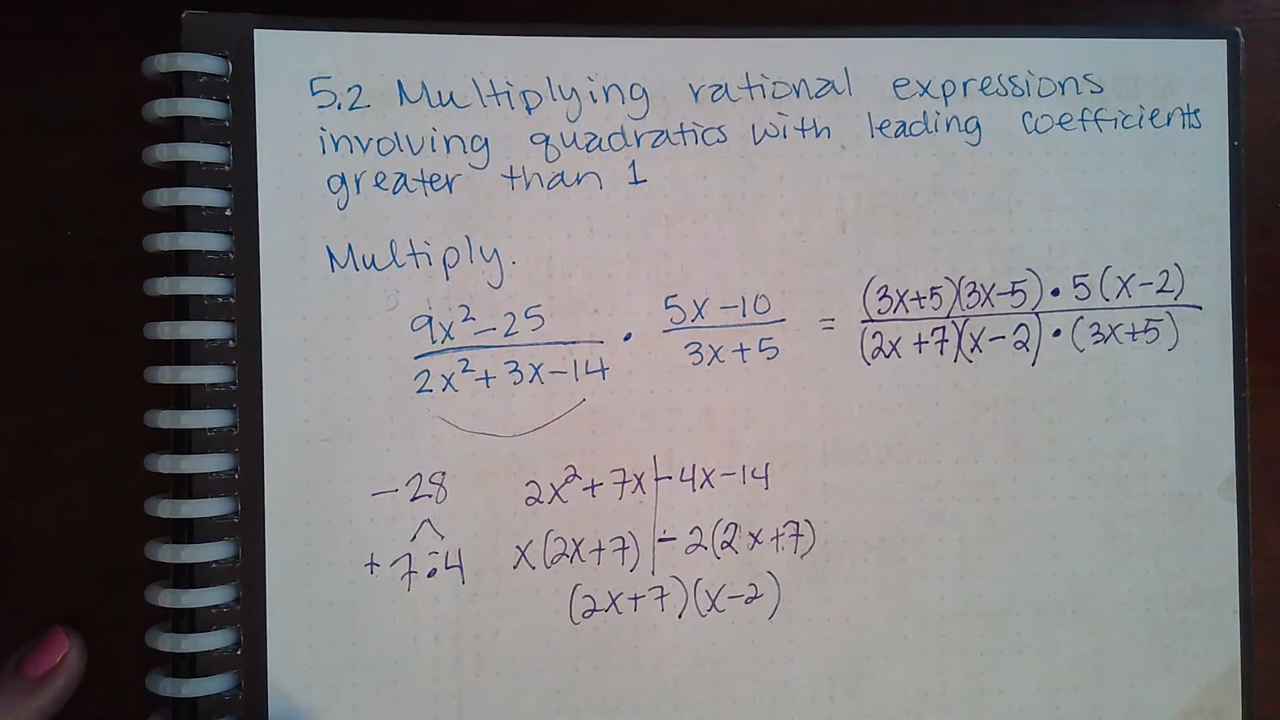 5.2 Multiplying rational expressions
involving quadratics with leading coefficients
greater than 1
Multiply.
(9x²-25)/(2x²+3x-14) · (5x-10)/(3x+5) = ((3x+5)(3x-5)·5(x-2))/((2x+7)(x-2)·(3x+5))
-28 2x²+7x|-4x-14
+7·-4 x(2x+7)|-2(2x+7)
(2x+7)(x-2)